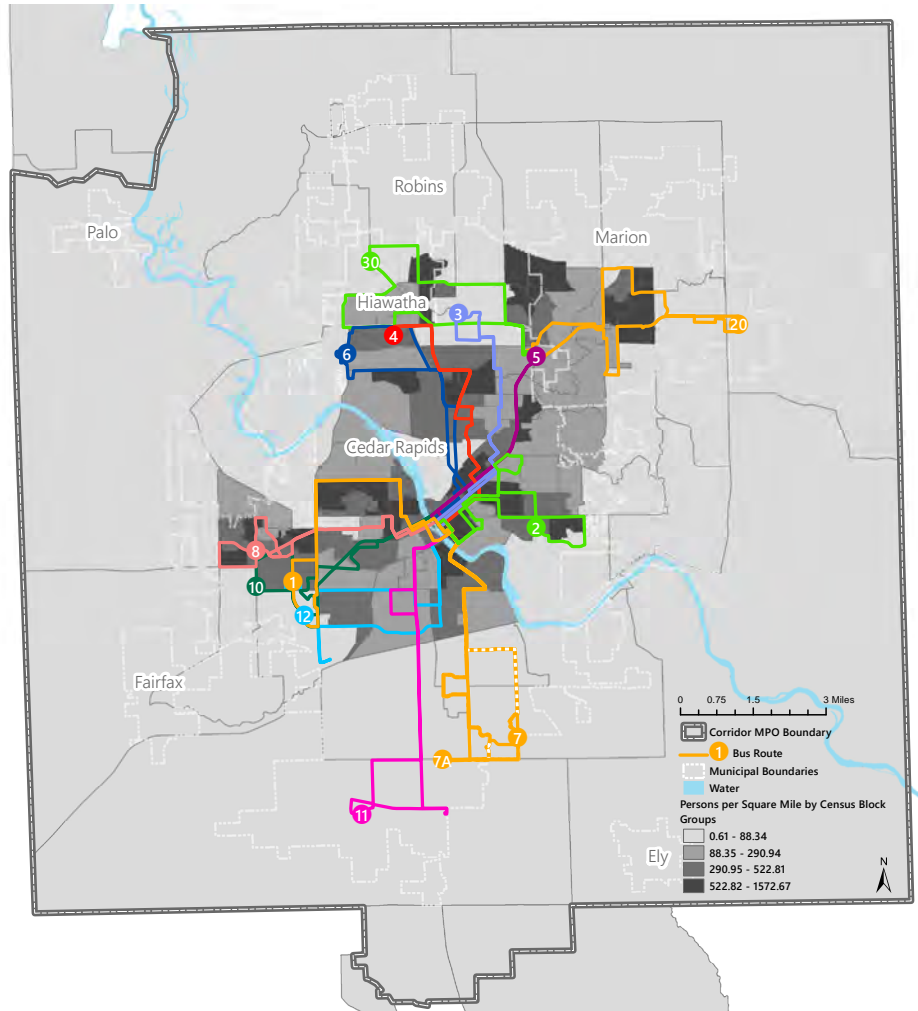 Robins
Palo
Marion
30
Hiawatha
3
20
4
6
5
Cedar Rapids
2
8
10
1
12
Fairfax
0 0.75 1.5 3 Miles
Corridor MPO Boundary
1 Bus Route
7
7A
Municipal Boundaries
Water
Persons per Square Mile by Census Block
Groups
11
0.61 - 88.34
88.35 - 290.94
290.95 - 522.81
522.82 - 1572.67
Ely
N